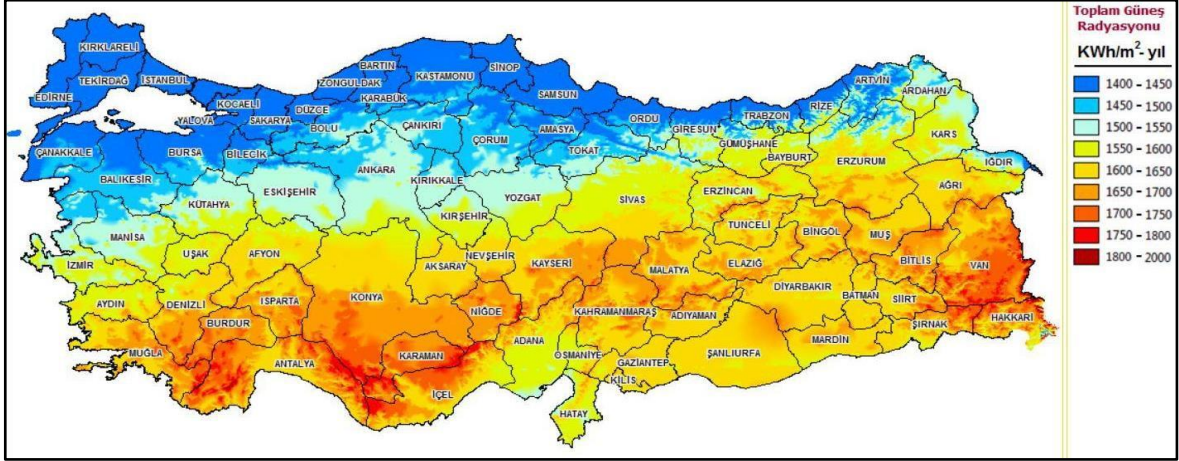 Toplam Güneş
Radyasyonu
KWh/m²- yıl
1400 - 1450
1450 - 1500
1500 - 1550
1550 - 1600
1600 - 1650
1650 - 1700
1700 - 1750
1750 - 1800
1800 - 2000
KIRKLARELİ
TEKİRDAĞ
İSTANBUL
EDİRNE
KOCAELİ
YALOVA
SAKARYA
DÜZCE
ZONGULDAK
BARTIN
KARABÜK
KASTAMONU
SİNOP
SAMSUN
BOLU
ÇANKIRI
ÇORUM
AMASYA
TOKAT
ORDU
GİRESUN
TRABZON
RİZE
ARTVİN
ARDAHAN
KARS
GÜMÜŞHANE
BAYBURT
ERZURUM
IĞDIR
AĞRI
ÇANAKKALE
BURSA
BİLECİK
BALIKESİR
KÜTAHYA
ESKİŞEHİR
ANKARA
KIRIKKALE
KIRŞEHİR
YOZGAT
SİVAS
ERZİNCAN
TUNCELİ
BİNGÖL
MUŞ
BİTLİS
VAN
MANİSA
İZMİR
UŞAK
AFYON
AKSARAY
NEVŞEHİR
KAYSERİ
MALATYA
ELAZIĞ
DİYARBAKIR
BATMAN
SİİRT
HAKKARİ
ŞIRNAK
AYDIN
DENİZLİ
ISPARTA
BURDUR
KONYA
NİĞDE
KAHRAMANMARAŞ
ADIYAMAN
MARDİN
MUĞLA
ANTALYA
KARAMAN
İÇEL
ADANA
OSMANİYE
GAZİANTEP
ŞANLIURFA
KİLİS
HATAY